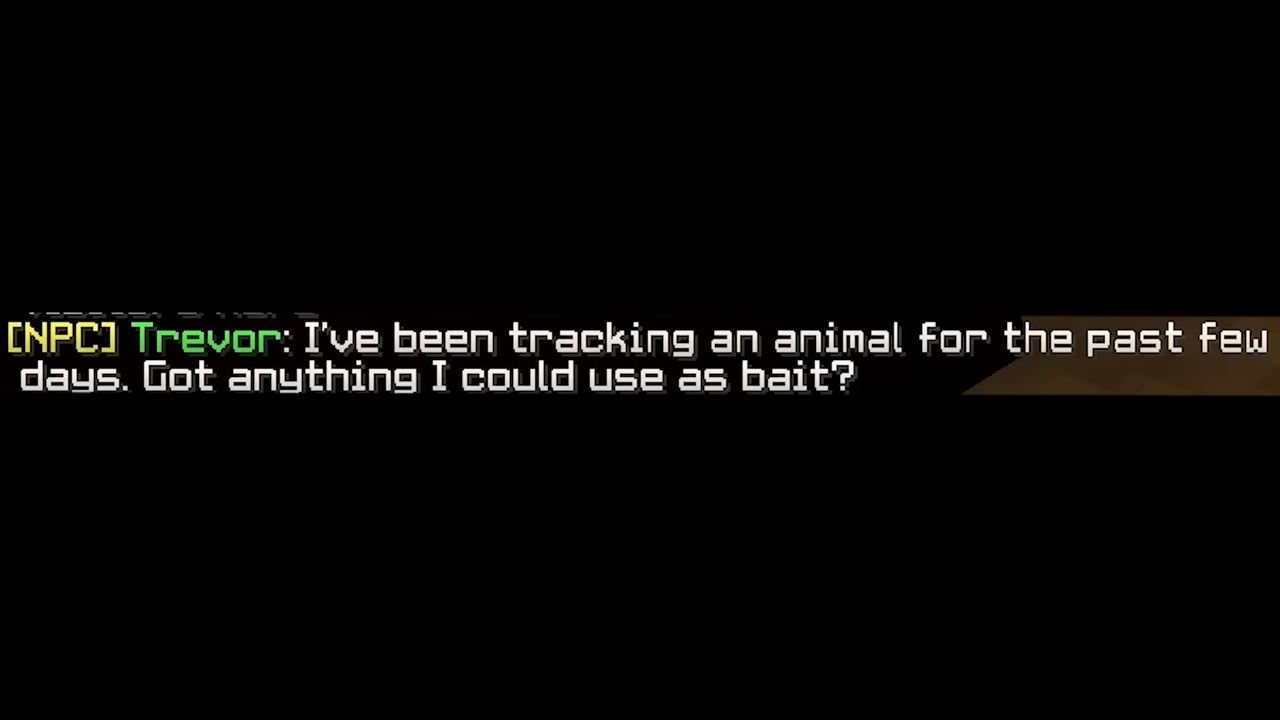 [NPC] Trevor: I've been tracking an animal for the past few
days. Got anything I could use as bait?